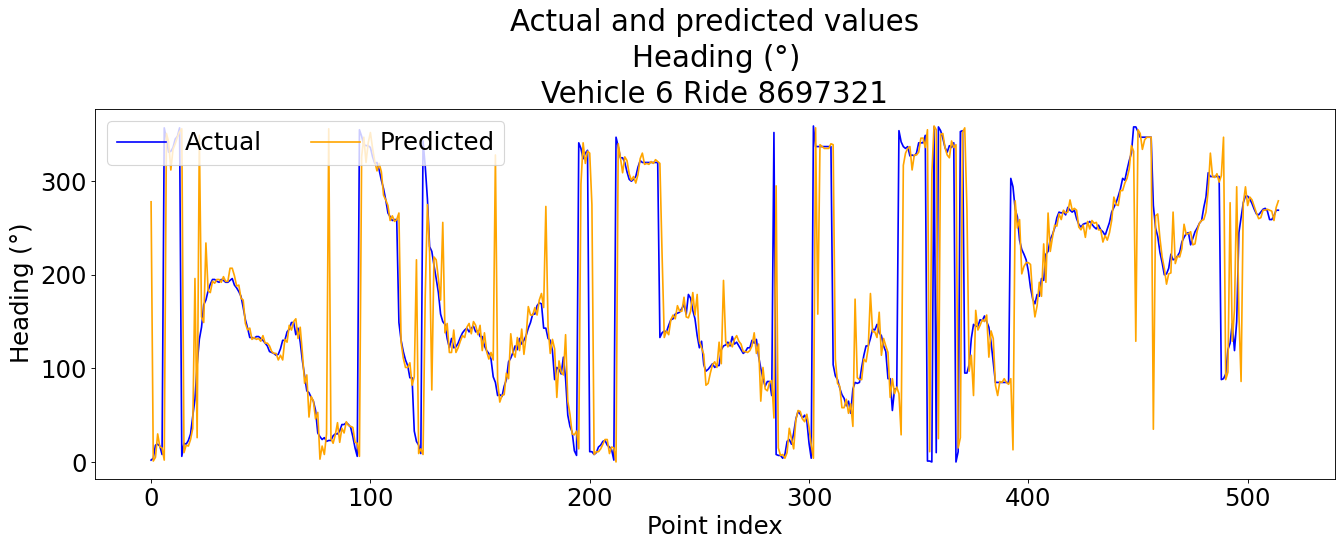 Actual and predicted values
Heading (°)
Vehicle 6 Ride 8697321
Actual
Predicted
Heading (°)
300
200
100
0
0
100
200
300
400
500
Point index